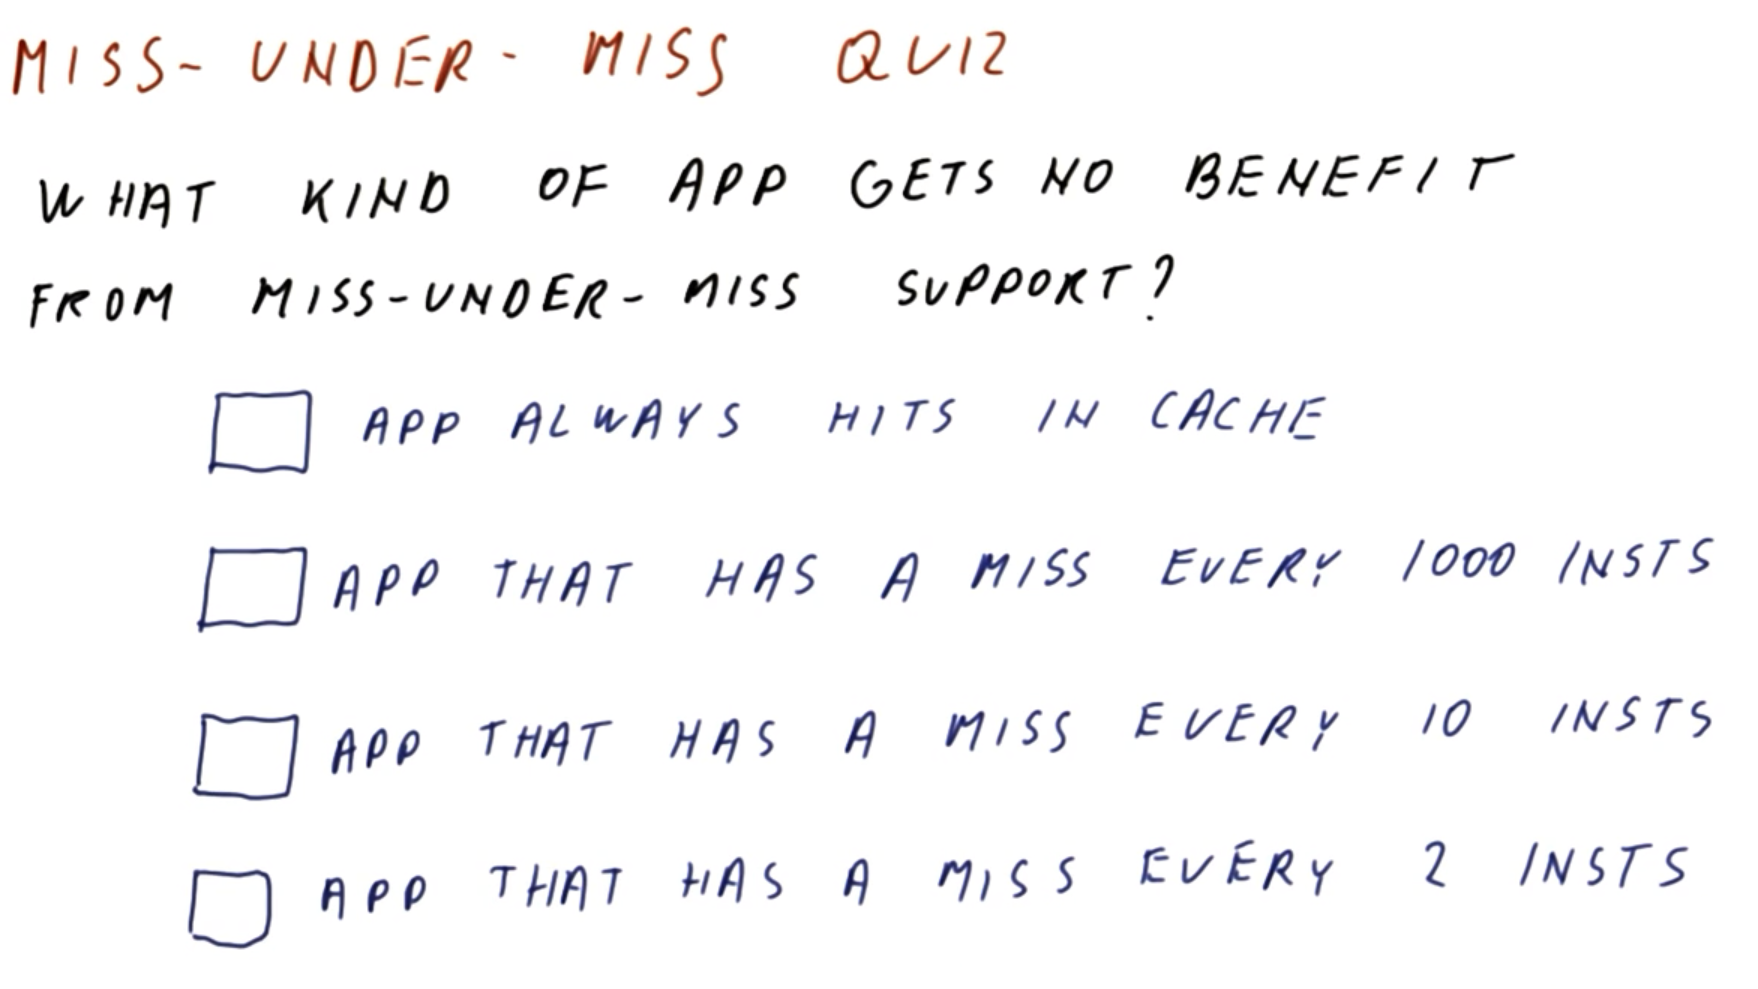 MISS-UNDER-MISS QUIZ
WHAT KIND OF APP GETS NO BENEFIT
FROM MISS-UNDER-MISS SUPPORT?
APP ALWAYS HITS IN CACHE
APP THAT HAS A MISS EVERY 1000 INSTS
APP THAT HAS A MISS EVERY 10 INSTS
APP THAT HAS A MISS EVERY 2 INSTS